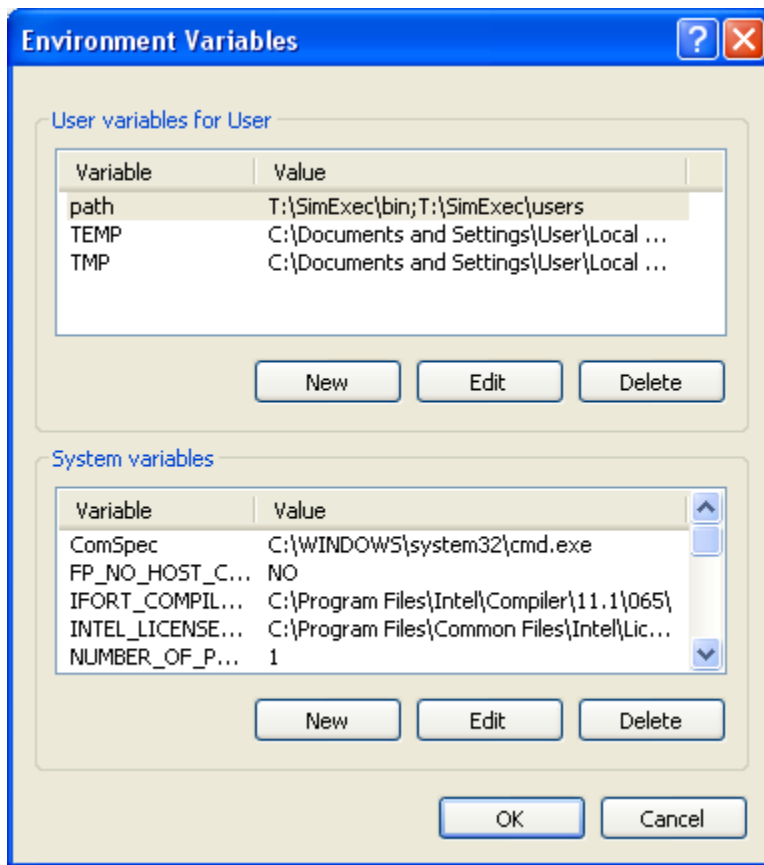 Environment Variables
User variables for User
Variable Value
path T:\SimExec\bin;T:\SimExec\users
TEMP C:\Documents and Settings\User\Local ...
TMP C:\Documents and Settings\User\Local ...
New Edit Delete
System variables
Variable Value
ComSpec C:\WINDOWS\system32\cmd.exe
FP_NO_HOST_C... NO
IFORT_COMPIL... C:\Program Files\Intel\Compiler\11.1\065\
INTEL_LICENSE... C:\Program Files\Common Files\Intel\Lic...
NUMBER_OF_P... 1
New Edit Delete
OK Cancel